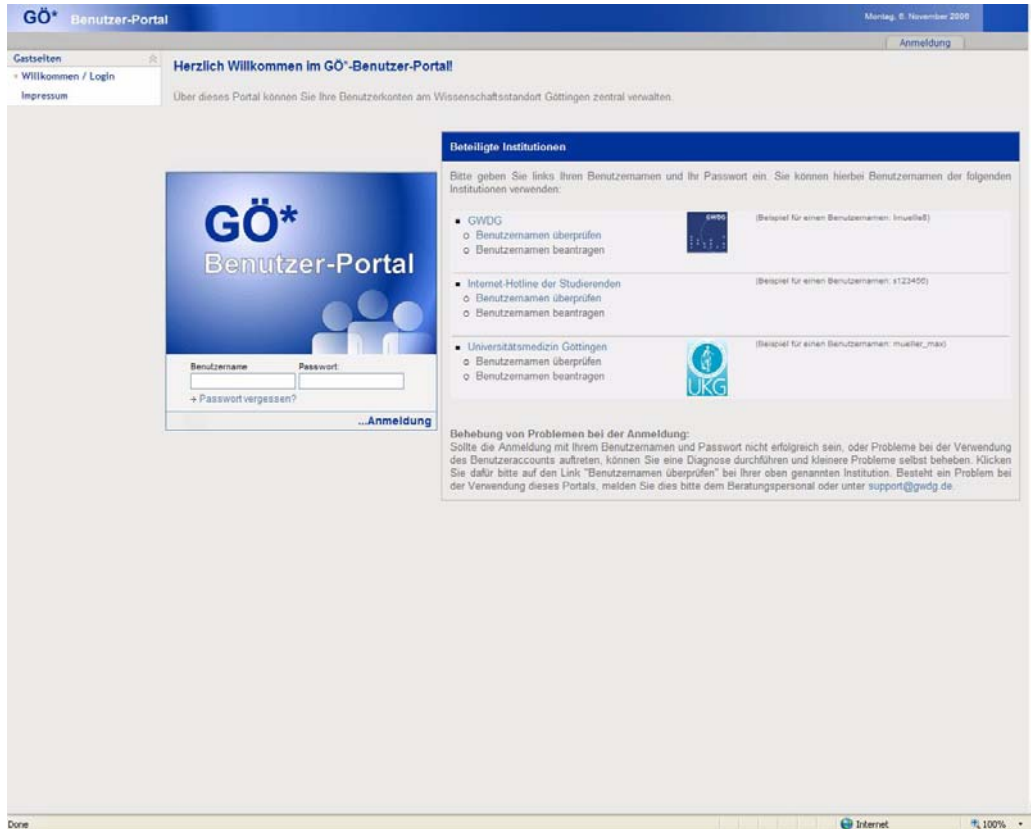 GÖ* Benutzer-Portal
Montag, 6. November 2006
Anmeldung
Gastseiten
Willkommen / Login
Impressum
Herzlich Willkommen im GÖ*-Benutzer-Portal!
Über dieses Portal können Sie Ihre Benutzerkonten am Wissenschaftsstandort Göttingen zentral verwalten.
GÖ*
Benutzer-Portal
Benutzername Passwort:
→ Passwort vergessen?
...Anmeldung
Beteiligte Institutionen
Bitte geben Sie links Ihren Benutzernamen und Ihr Passwort ein. Sie können hierbei Benutzernamen der folgenden
Institutionen verwenden:
GWDG
Benutzernamen überprüfen
Benutzernamen beantragen
GWDG
(Beispiel für einen Benutzernamen: lmuelle8)
Internet-Hotline der Studierenden
Benutzernamen überprüfen
Benutzernamen beantragen
(Beispiel für einen Benutzernamen: s123456)
Universitätsmedizin Göttingen
Benutzernamen überprüfen
Benutzernamen beantragen
UKG
(Beispiel für einen Benutzernamen: mueller_max)
Behebung von Problemen bei der Anmeldung:
Sollte die Anmeldung mit Ihrem Benutzernamen und Passwort nicht erfolgreich sein, oder Probleme bei der Verwendung
des Benutzeraccounts auftreten, können Sie eine Diagnose durchführen und kleinere Probleme selbst beheben. Klicken
Sie dafür bitte auf den Link "Benutzernamen überprüfen" bei Ihrer oben genannten Institution. Besteht ein Problem bei
der Verwendung dieses Portals, melden Sie dies bitte dem Beratungspersonal oder unter support@gwdg.de.
Done
Internet
100%